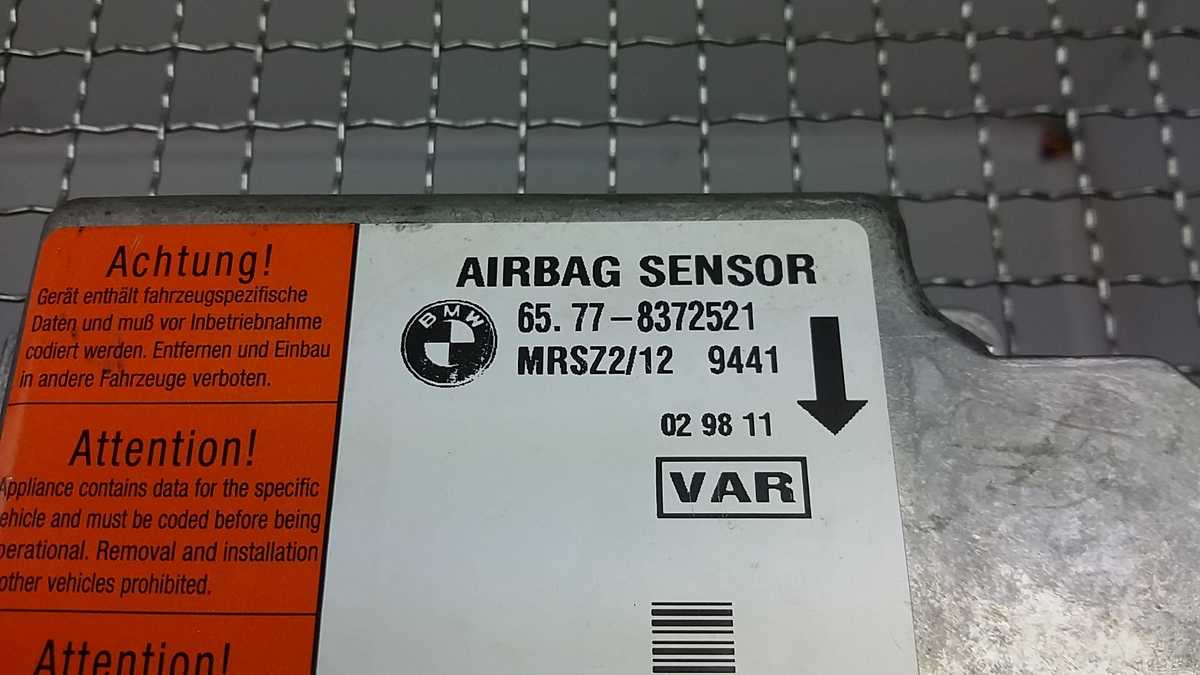 Achtung!
Gerät enthält fahrzeugspezifische
Daten und muß vor Inbetriebnahme
codiert werden. Entfernen und Einbau
in andere Fahrzeuge verboten.
Attention!
Appliance contains data for the specific
ehicle and must be coded before being
perational. Removal and installation
other vehicles prohibited.
Attention!
AIRBAG SENSOR
BMW
65.77-8372521
MRSZ2/12 9441
02 98 11
VAR